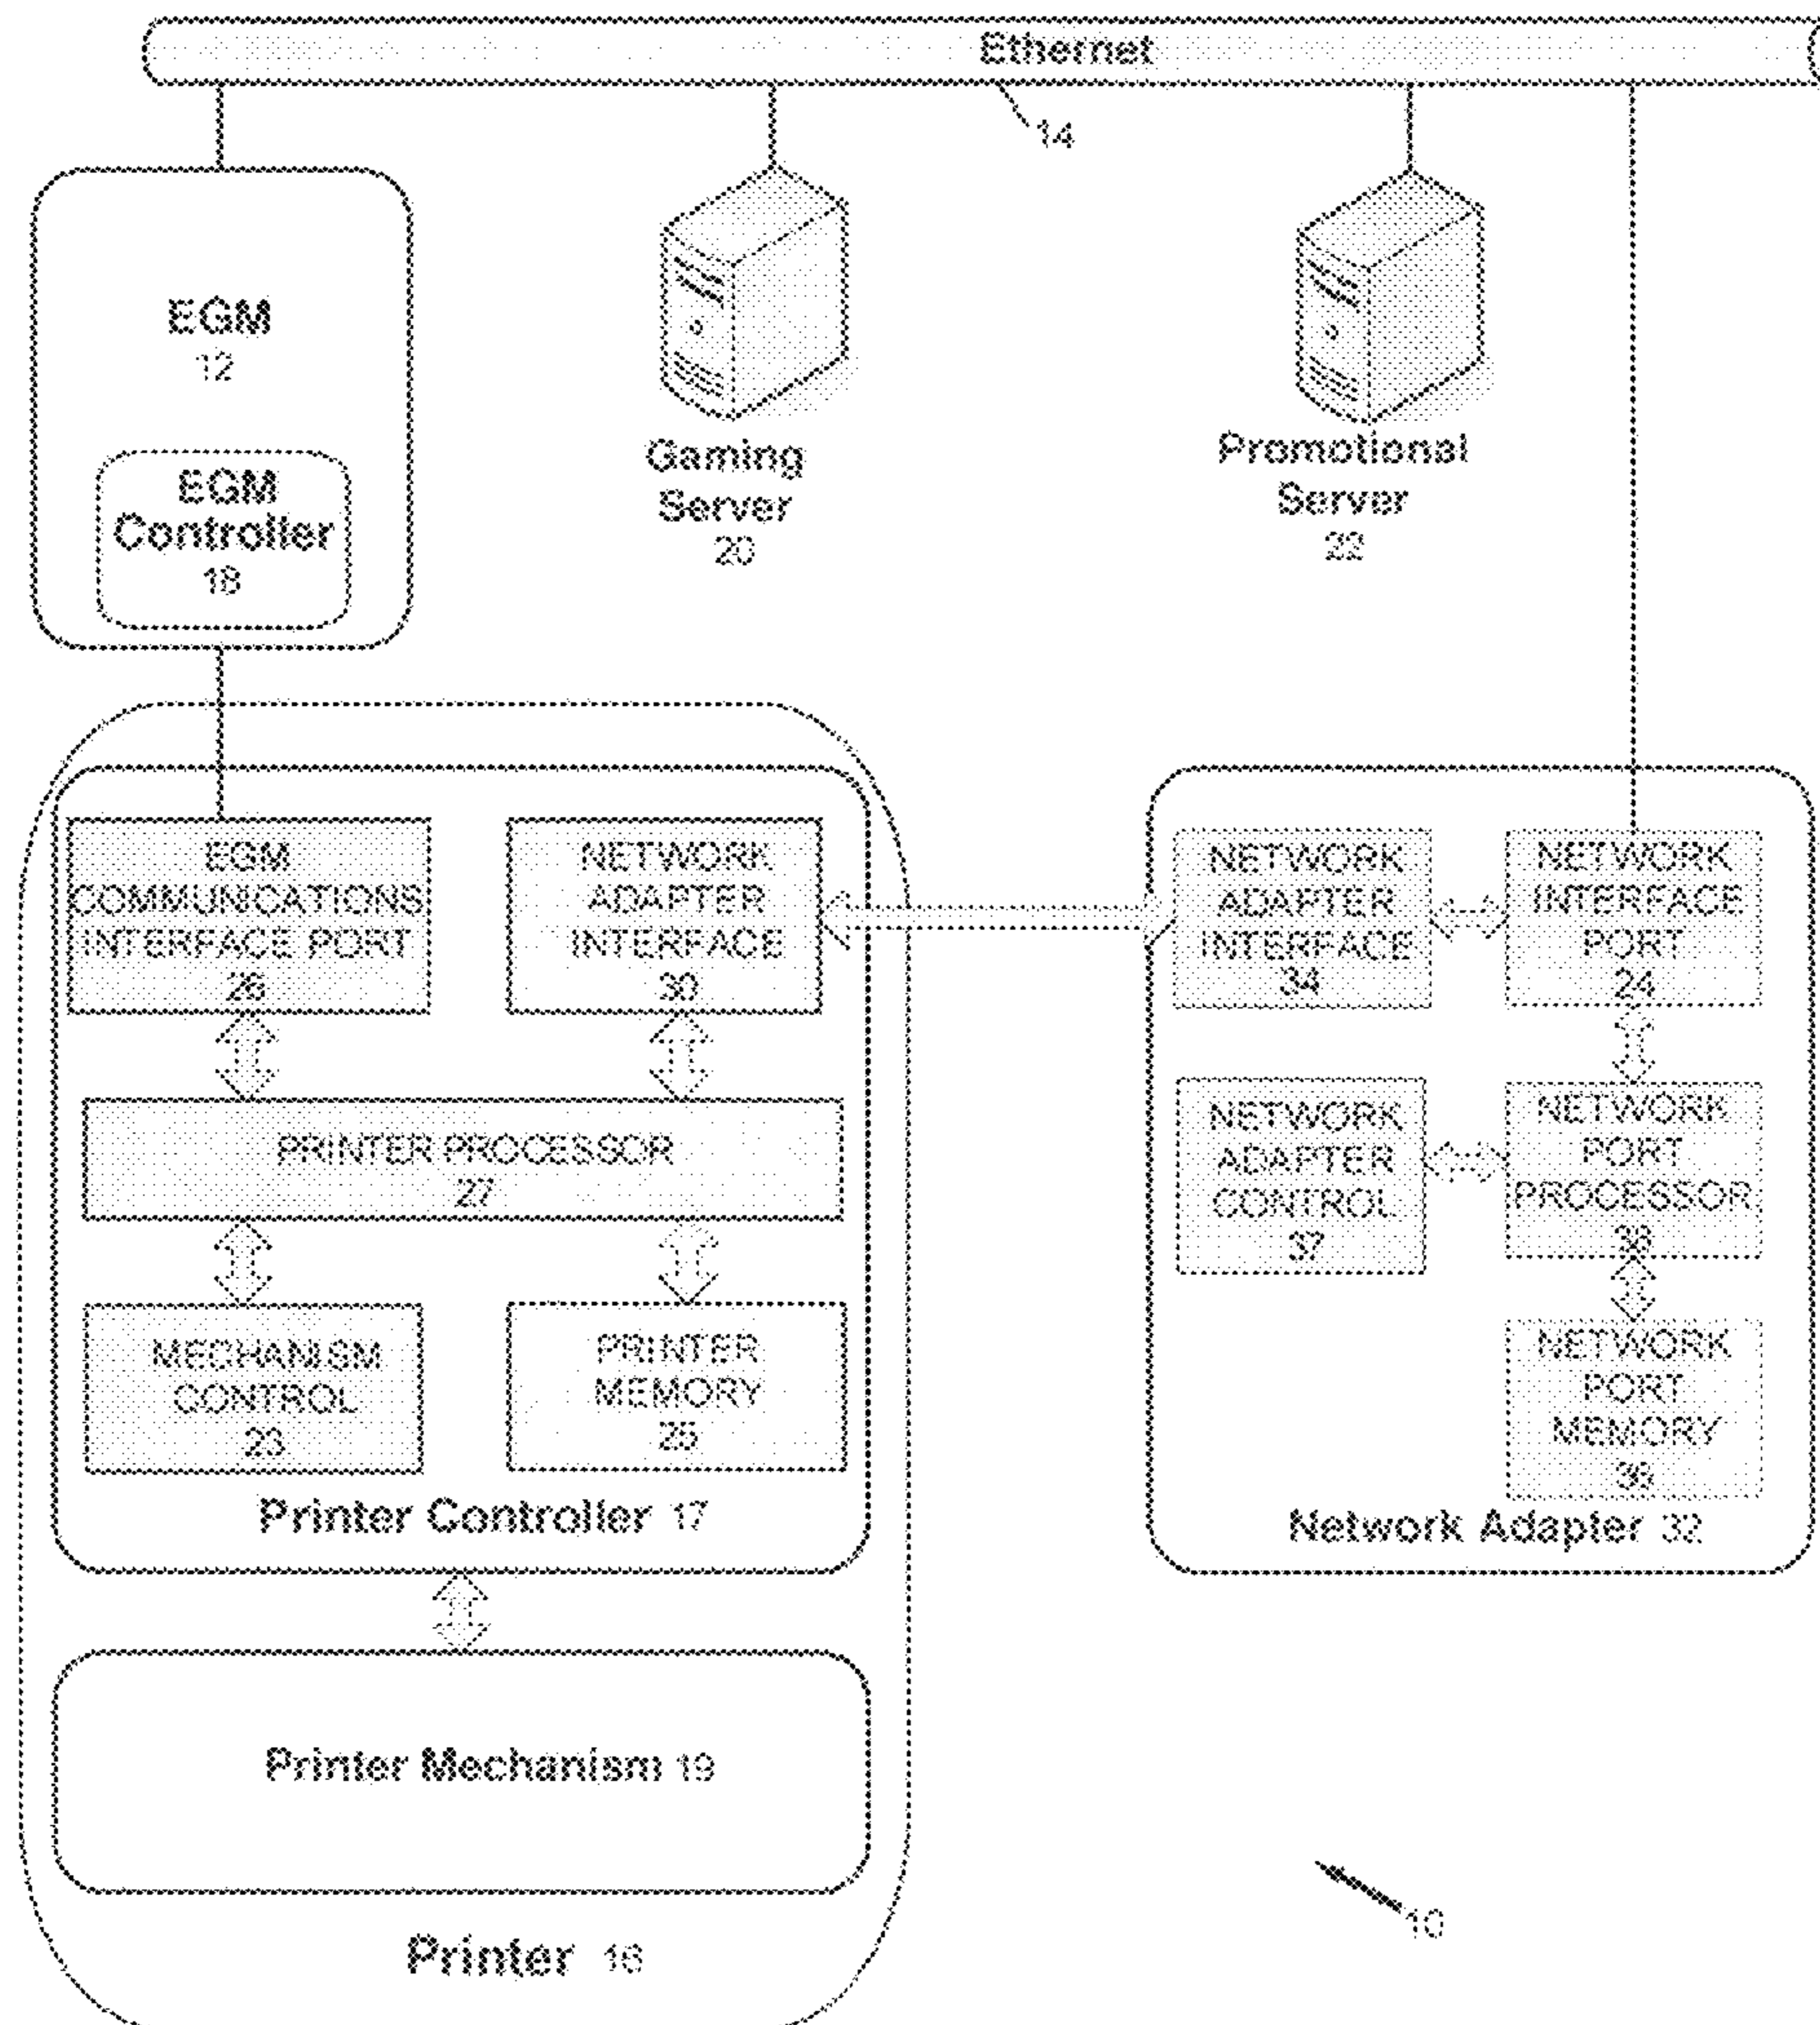 Ethernet
14
EGM
12
EGM
Controller
18
Gaming
Server
20
Promotional
Server
22
EGM
COMMUNICATIONS
INTERFACE PORT
26
NETWORK
ADAPTER
INTERFACE
30
PRINTER PROCESSOR
27
MECHANISM
CONTROL
23
PRINTER
MEMORY
25
Printer Controller 17
Printer Mechanism 19
Printer 16
NETWORK
ADAPTER
INTERFACE
34
NETWORK
INTERFACE
PORT
24
NETWORK
ADAPTER
CONTROL
37
NETWORK
PORT
PROCESSOR
NETWORK
PORT
MEMORY
Network Adapter 32
10